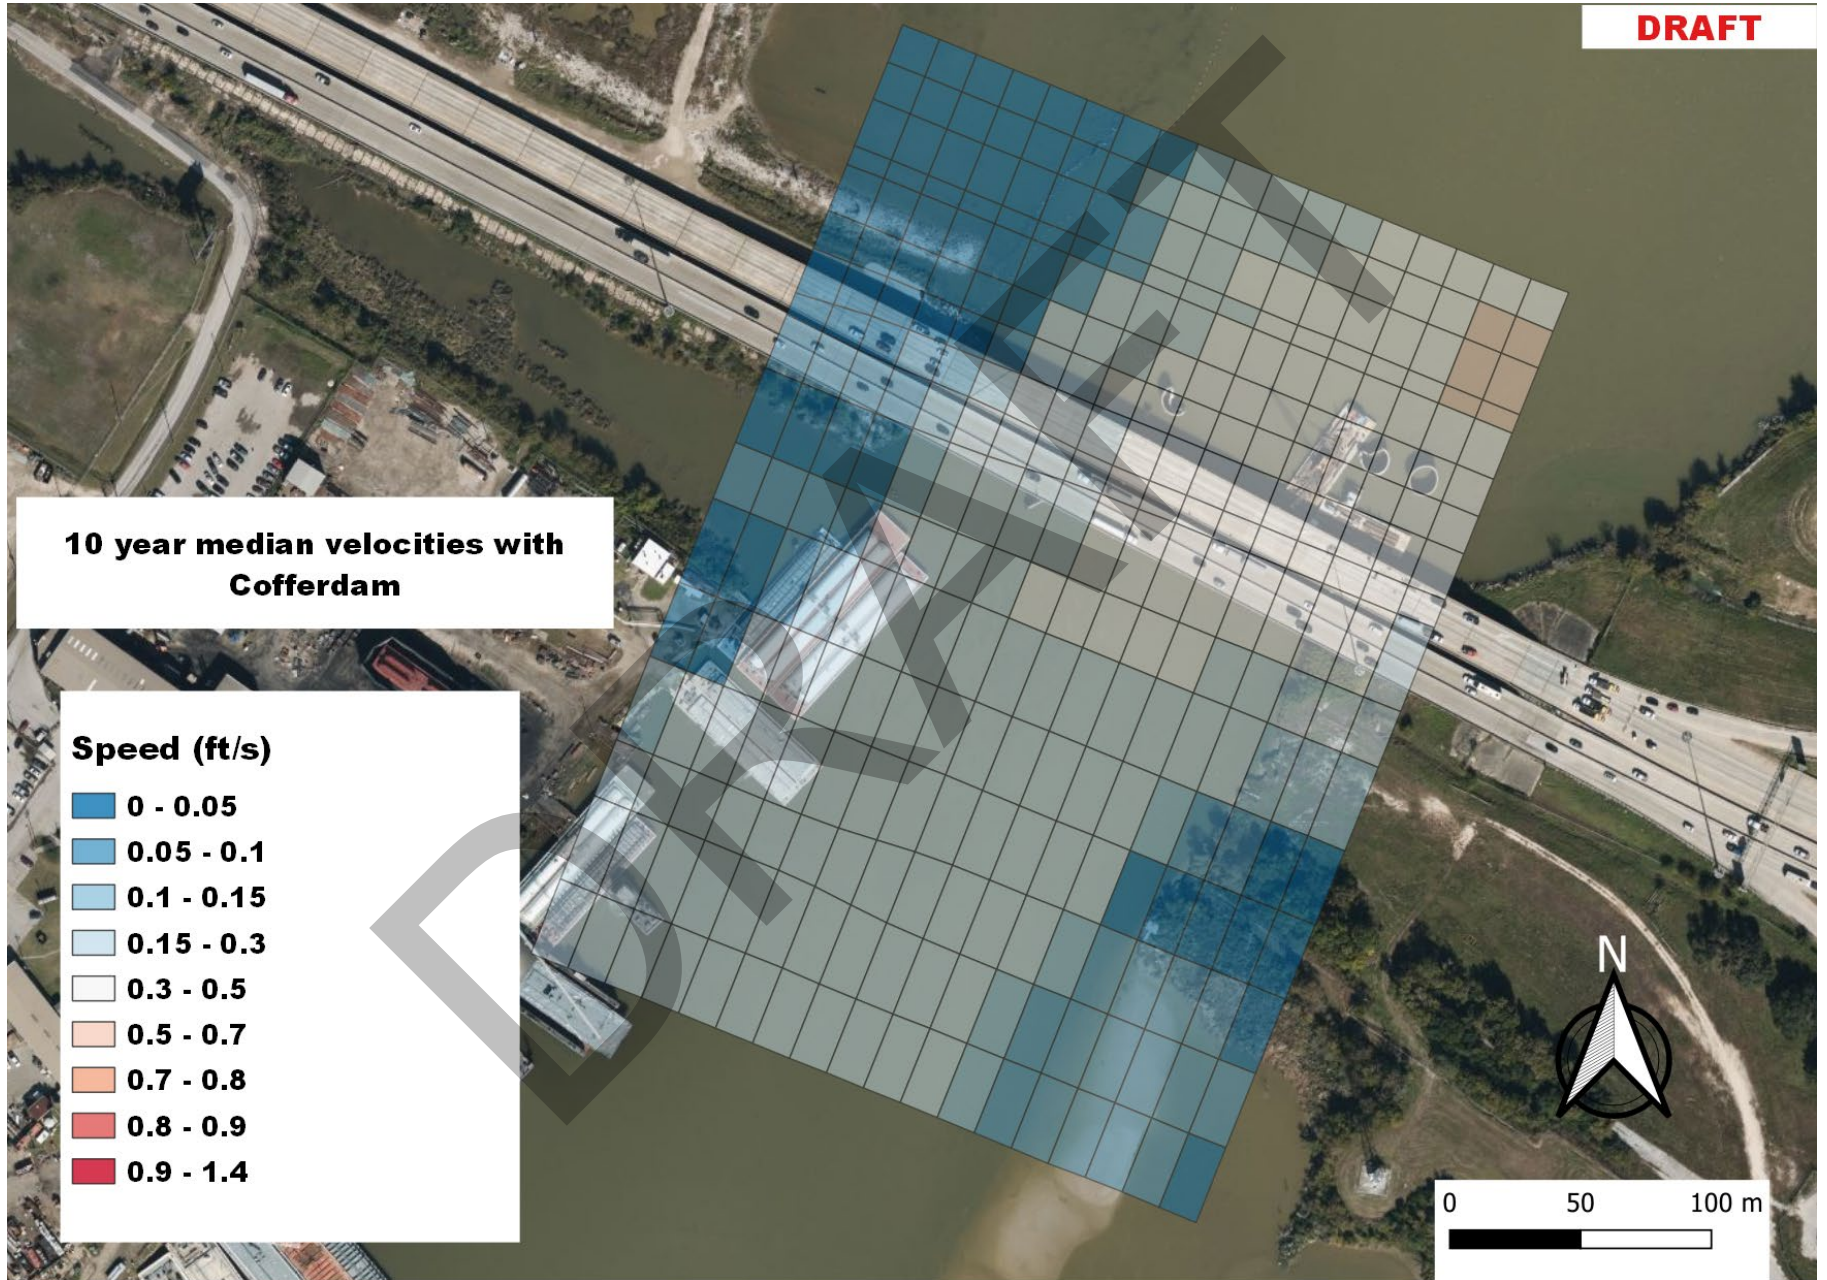 DRAFT
10 year median velocities with
Cofferdam
Speed (ft/s)
0 - 0.05
0.05 - 0.1
0.1 - 0.15
0.15 - 0.3
0.3 - 0.5
0.5 - 0.7
0.7 - 0.8
0.8 - 0.9
0.9 - 1.4
DRAFT
N
0 50 100 m